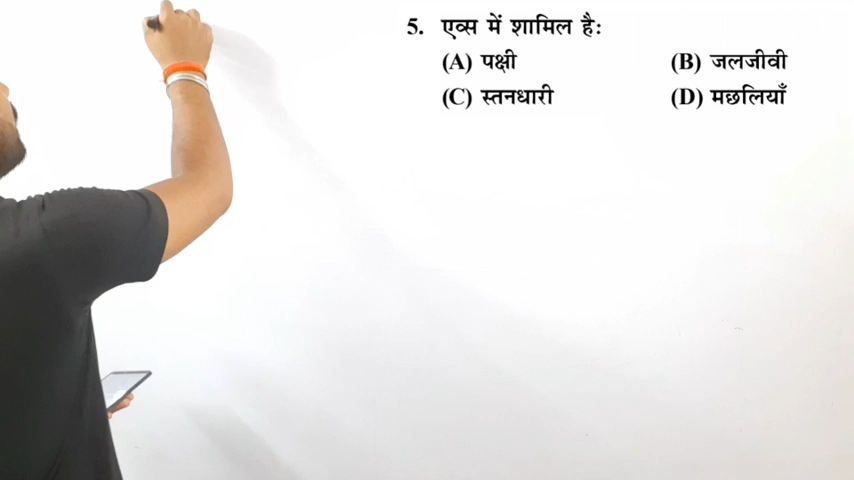 5. एव्स में शामिल है:
(A) पक्षी (B) जलजीवी
(C) स्तनधारी (D) मछलियाँ